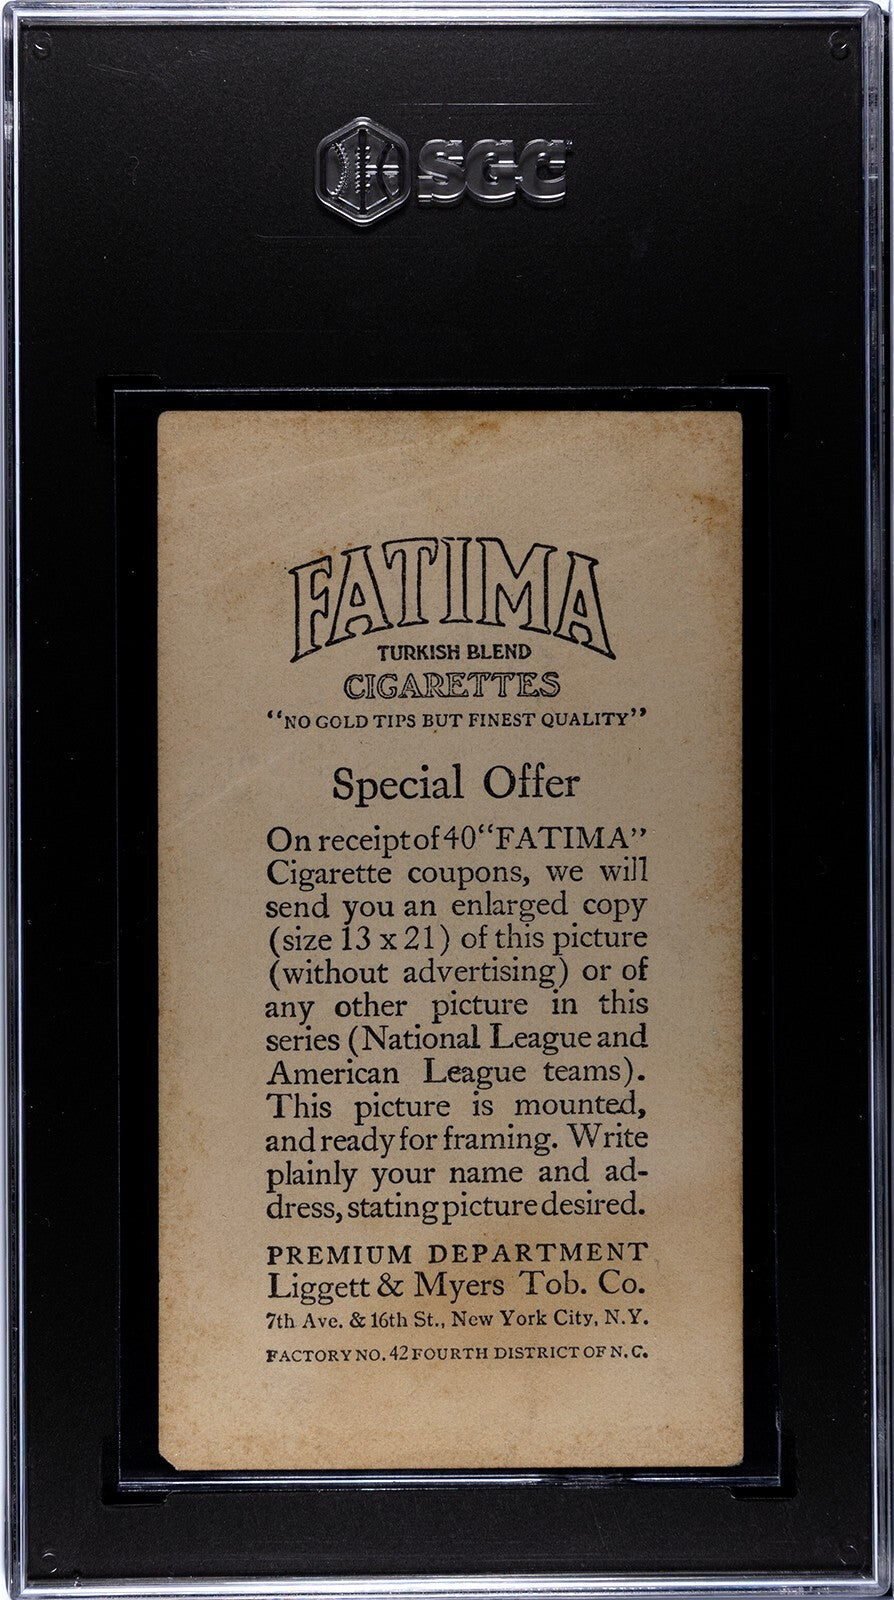 SGC
FATIMA
TURKISH BLEND
CIGARETTES
“NO GOLD TIPS BUT FINEST QUALITY”
Special Offer
On receipt of 40 “FATIMA”
Cigarette coupons, we will
send you an enlarged copy
(size 13 x 21) of this picture
(without advertising) or of
any other picture in this
series (National League and
American League teams).
This picture is mounted,
and ready for framing. Write
plainly your name and ad-
dress, stating picture desired.
PREMIUM DEPARTMENT
Liggett & Myers Tob. Co.
7th Ave. & 16th St., New York City, N.Y.
FACTORY NO. 42 FOURTH DISTRICT OF N.C.